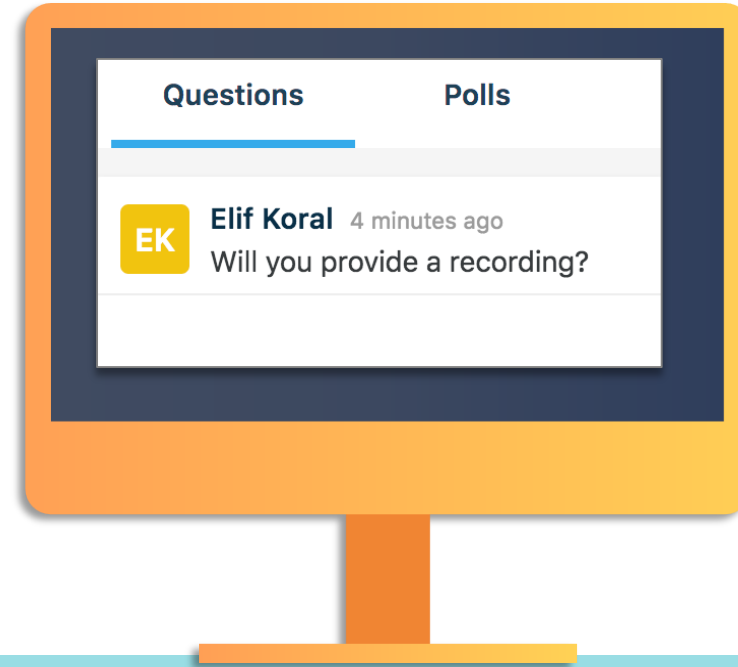 Questions Polls
EK
Elif Koral 4 minutes ago
Will you provide a recording?